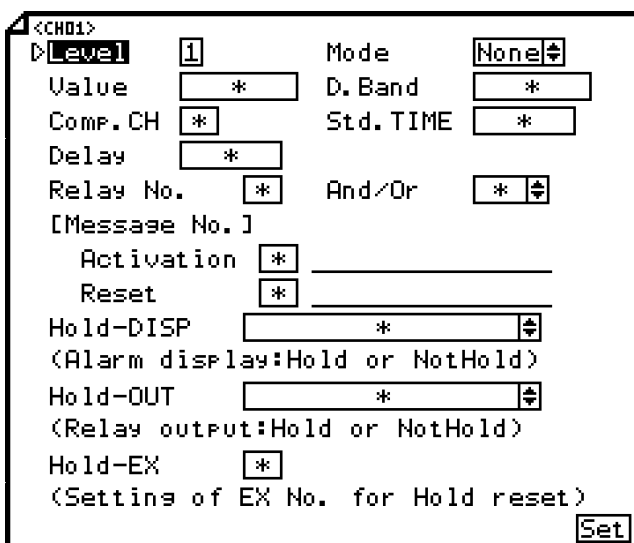 <CH01>
Level 1 Mode None
Value * D.Band *
Comp.CH * Std.TIME *
Delay *
Relay No. * And/Or *
[Message No.]
Activation *
Reset *
Hold-DISP *
(Alarm display:Hold or NotHold)
Hold-OUT *
(Relay output:Hold or NotHold)
Hold-EX *
(Setting of EX No. for Hold reset)
Set